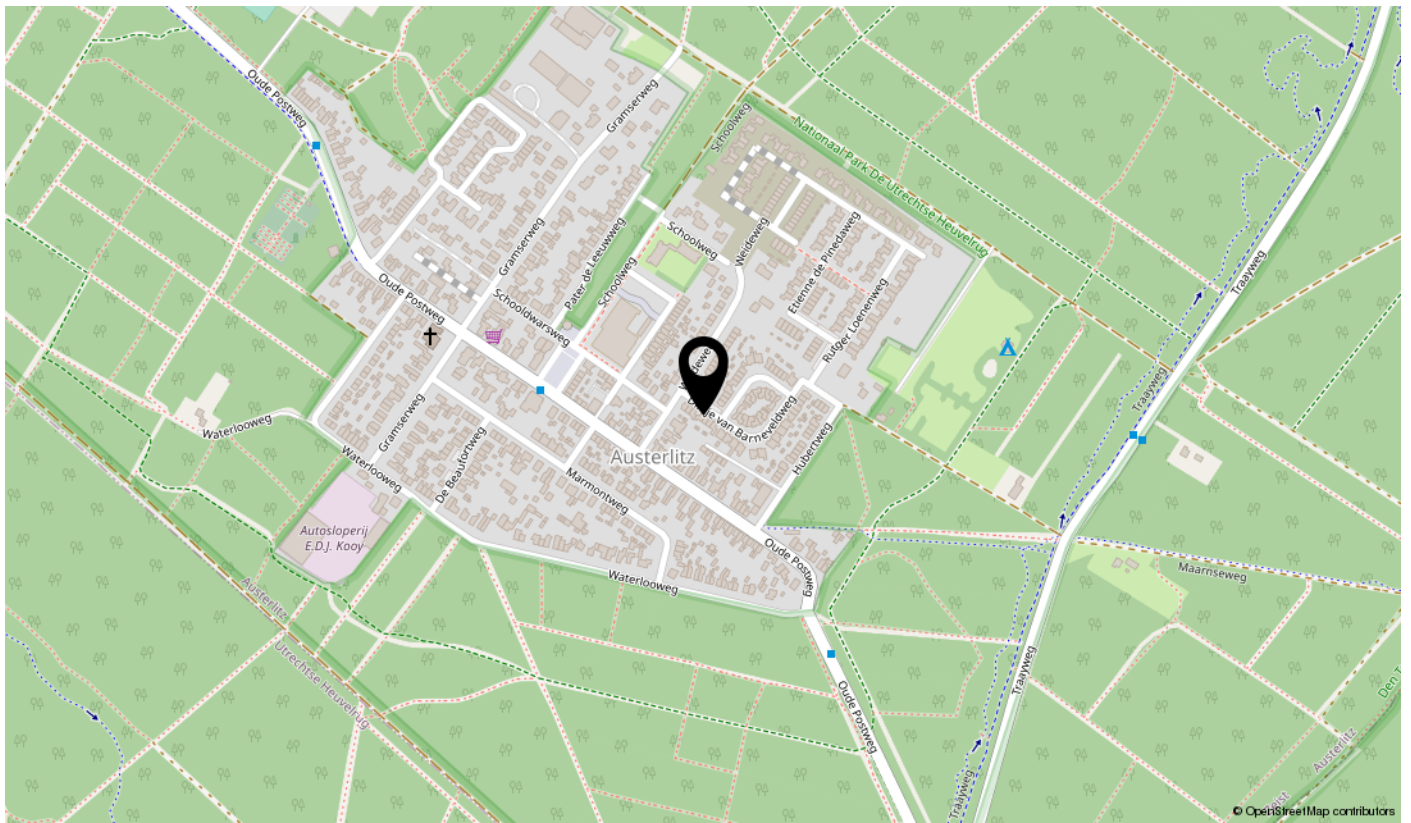 Oude Postweg
Gramserweg
Schoolweg
Nationaal Park De Utrechtse Heuvelrug
Traayweg
Gramserweg
Pater de Leeuwweg
Schoolweg
Weideweg
Etienne de Pinedaweg
Oude Postweg
Schooldwarsweg
Schoolweg
Rutger Loenenweg
Traayweg
van Barneveldweg
Waterlooweg
Gramserweg
Hubertweg
Austerlitz
Waterlooweg
De Beaufortweg
Marmontweg
Autosloperij
E.D.J. Kooy
Oude Postweg
Maarnseweg
Austerlitz
Waterlooweg
Utrechtse Heuvelrug
Traayweg
Oude Postweg
Austerlitz
Traayweg
© OpenStreetMap contributors